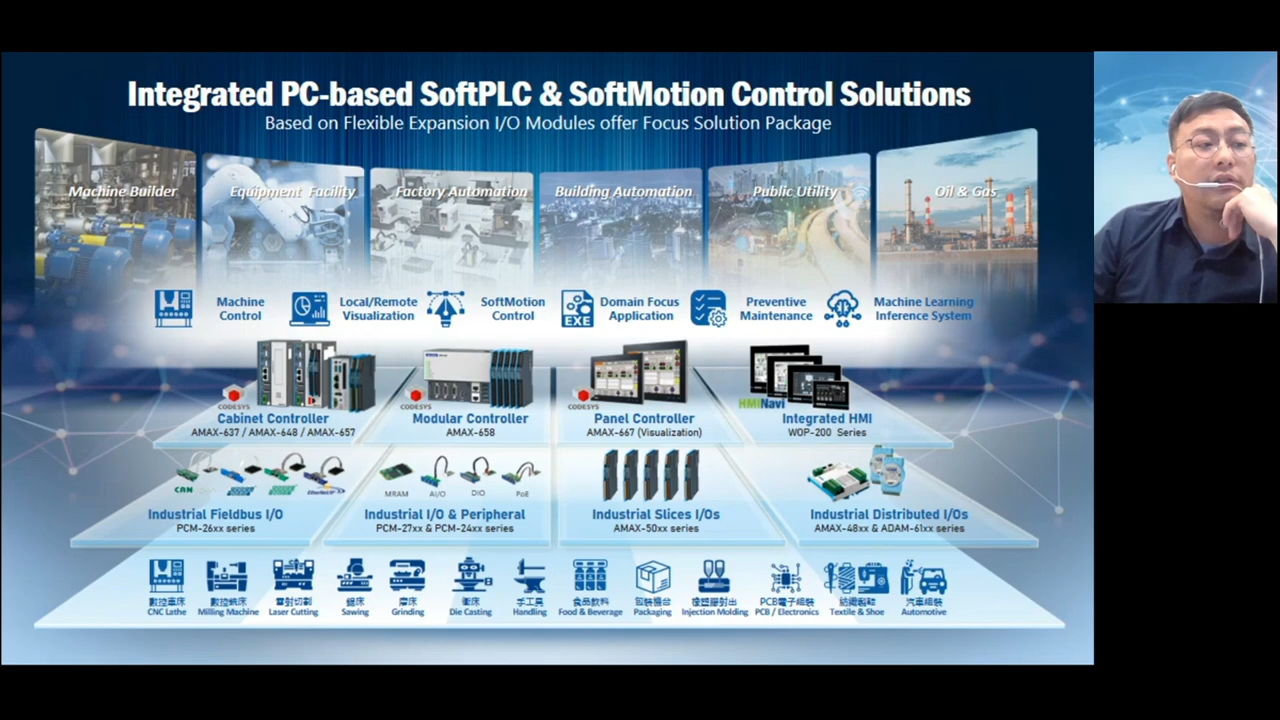 Integrated PC-based SoftPLC & SoftMotion Control Solutions
Based on Flexible Expansion I/O Modules offer Focus Solution Package
Machine Builder
Equipment Facility
Factory Automation
Building Automation
Public Utility
Oil & Gas
Machine
Control
Local/Remote
Visualization
SoftMotion
Control
EXE
Domain Focus
Application
Preventive
Maintenance
Machine Learning
Inference System
CODESYS
Cabinet Controller
AMAX-637 / AMAX-648 / AMAX-657
CODESYS
Modular Controller
AMAX-658
CODESYS
Panel Controller
AMAX-667 (Visualization)
HMINavi
Integrated HMI
WOP-200 Series
CAN
EtherNet/IP
Industrial Fieldbus I/O
PCM-26xx series
MRAM
AI/O
DIO
PoE
Industrial I/O & Peripheral
PCM-27xx & PCM-24xx series
Industrial Slices I/Os
AMAX-50xx series
Industrial Distributed I/Os
AMAX-48xx & ADAM-61xx series
數控車床
CNC Lathe
數控銑床
Milling Machine
雷射切割
Laser Cutting
鋸床
Sawing
磨床
Grinding
衝床
Die Casting
手工具
Handling
食品飲料
Food & Beverage
包裝機台
Packaging
橡塑膠射出
Injection Molding
PCB電子組裝
PCB / Electronics
紡織製鞋
Textile & Shoe
汽車組裝
Automotive